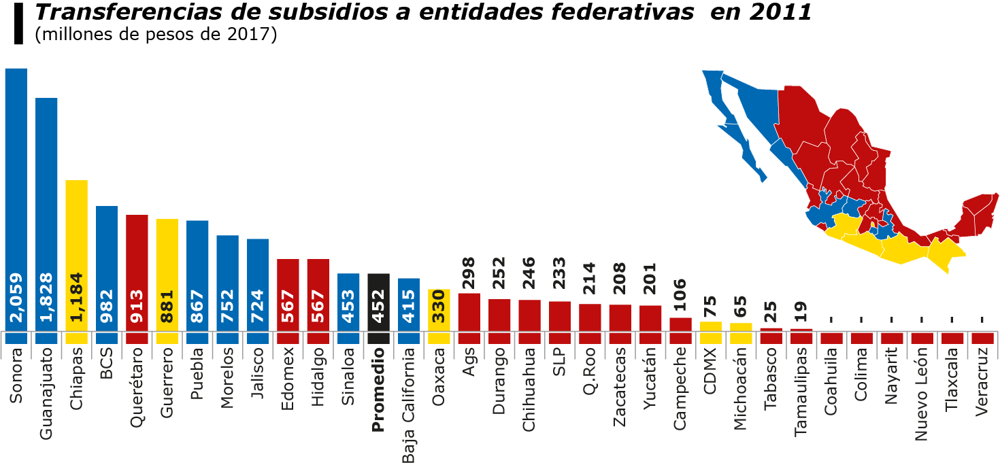 Transferencias de subsidios a entidades federativas en 2011
(millones de pesos de 2017)
2,059
1,828
1,184
982
913
881
867
752
724
567
567
453
452
415
330
298
252
246
233
214
208
201
106
75
65
25
19
-
-
-
-
-
-
Sonora
Guanajuato
Chiapas
BCS
Querétaro
Guerrero
Puebla
Morelos
Jalisco
Edomex
Hidalgo
Sinaloa
Promedio
Baja California
Oaxaca
Ags
Durango
Chihuahua
SLP
Q.Roo
Zacatecas
Yucatán
Campeche
CDMX
Michoacán
Tabasco
Tamaulipas
Coahuila
Colima
Nayarit
Nuevo León
Tlaxcala
Veracruz